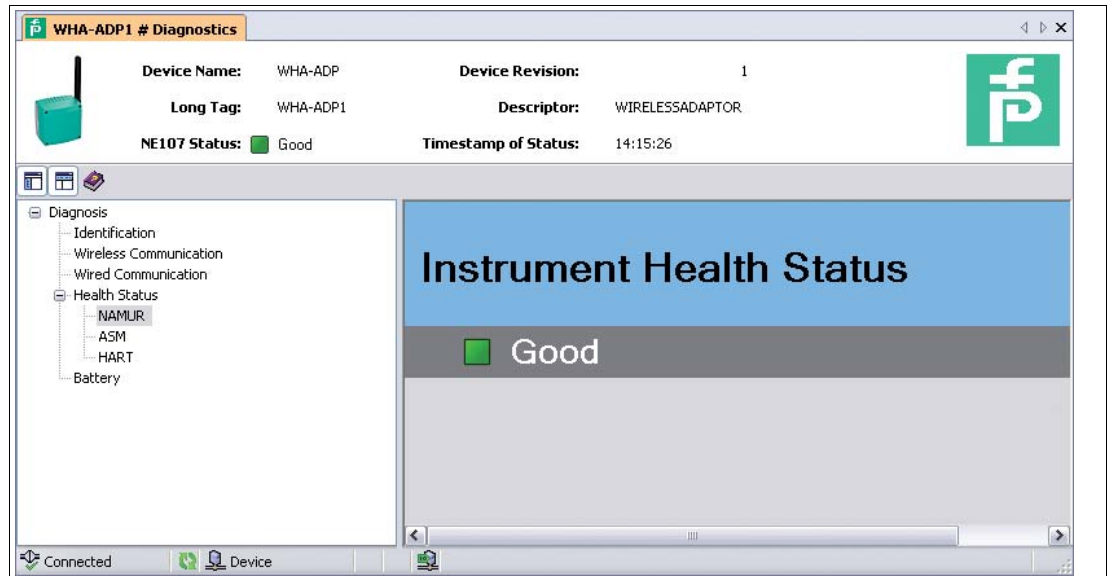 WHA-ADP1 # Diagnostics
Device Name: WHA-ADP Device Revision: 1
Long Tag: WHA-ADP1 Descriptor: WIRELESSADAPTOR
NE107 Status: Good Timestamp of Status: 14:15:26
Diagnosis
Identification
Wireless Communication
Wired Communication
Health Status
NAMUR
ASM
HART
Battery
Instrument Health Status
Good
Connected Device